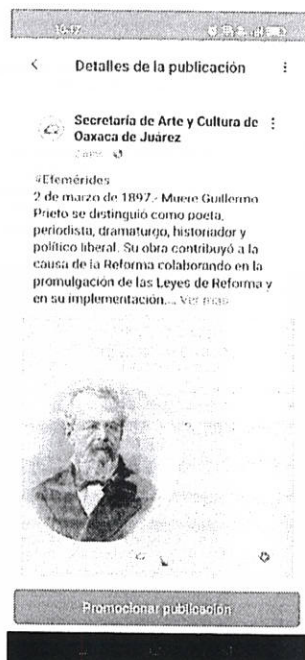 Detalles de la publicación
Secretaría de Arte y Cultura de
Oaxaca de Juárez
#Efemérides
2 de marzo de 1897.- Muere Guillermo
Prieto se distinguió como poeta,
periodista, dramaturgo, historiador y
político liberal. Su obra contribuyó a la
causa de la Reforma colaborando en la
promulgación de las Leyes de Reforma y
en su implementación.... Ver más
Promocionar publicación